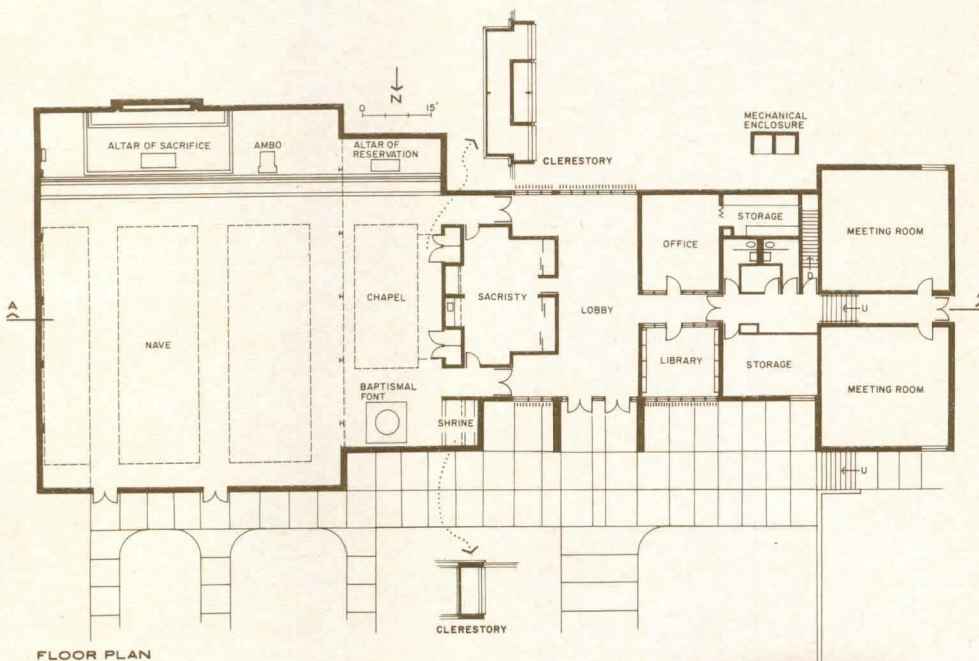 N
0 15'
MECHANICAL
ENCLOSURE
ALTAR OF SACRIFICE
AMBO
ALTAR OF
RESERVATION
CLERESTORY
STORAGE
OFFICE
MEETING ROOM
D
A
NAVE
CHAPEL
SACRISTY
LOBBY
U
LIBRARY
STORAGE
MEETING ROOM
BAPTISMAL
FONT
SHRINE
U
CLERESTORY
FLOOR PLAN